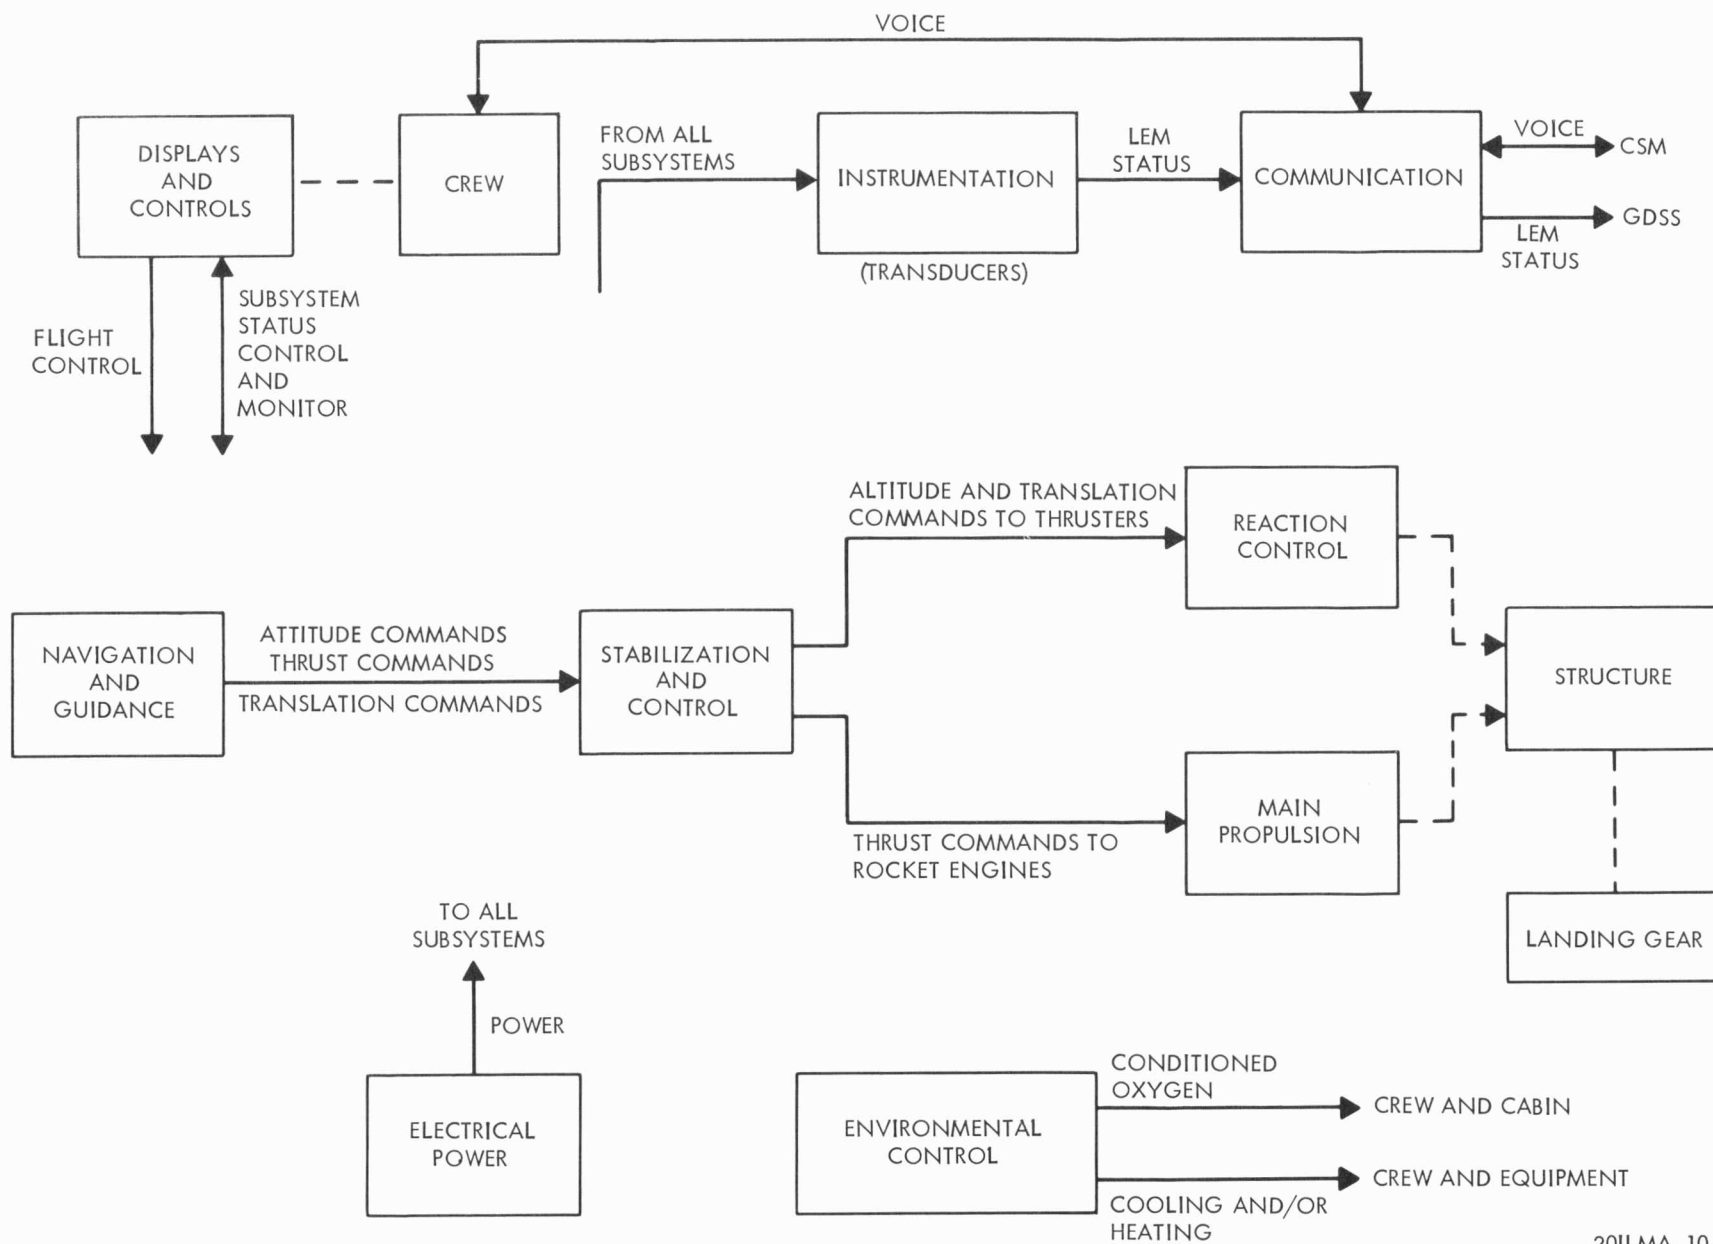 VOICE
DISPLAYS
AND
CONTROLS
CREW
FROM ALL
SUBSYSTEMS
INSTRUMENTATION
(TRANSDUCERS)
LEM
STATUS
COMMUNICATION
VOICE
CSM
GDSS
LEM
STATUS
FLIGHT
CONTROL
SUBSYSTEM
STATUS
CONTROL
AND
MONITOR
NAVIGATION
AND
GUIDANCE
ATTITUDE COMMANDS
THRUST COMMANDS
TRANSLATION COMMANDS
STABILIZATION
AND
CONTROL
ALTITUDE AND TRANSLATION
COMMANDS TO THRUSTERS
REACTION
CONTROL
THRUST COMMANDS TO
ROCKET ENGINES
MAIN
PROPULSION
STRUCTURE
LANDING GEAR
TO ALL
SUBSYSTEMS
POWER
ELECTRICAL
POWER
ENVIRONMENTAL
CONTROL
CONDITIONED
OXYGEN
CREW AND CABIN
CREW AND EQUIPMENT
COOLING AND/OR
HEATING